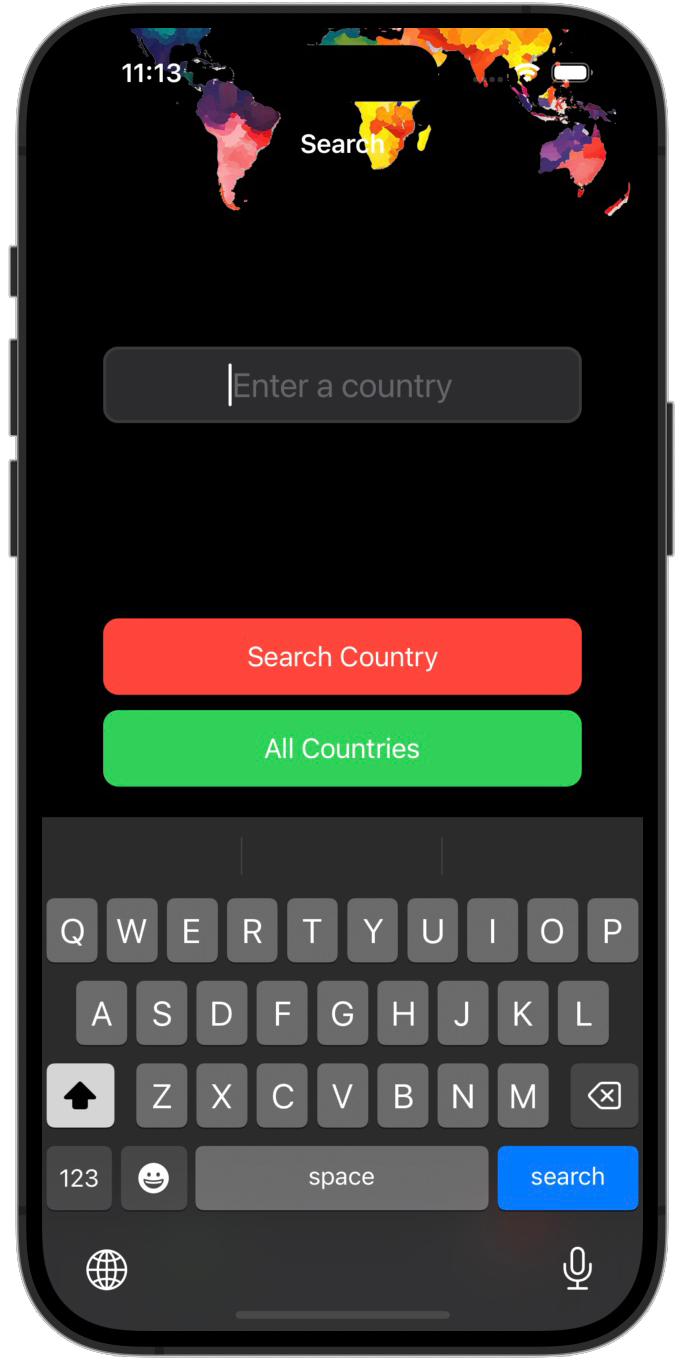 11:13
Search
Enter a country
Search Country
All Countries
Q W E R T Y U I O P
A S D F G H J K L
Z X C V B N M
123 space search